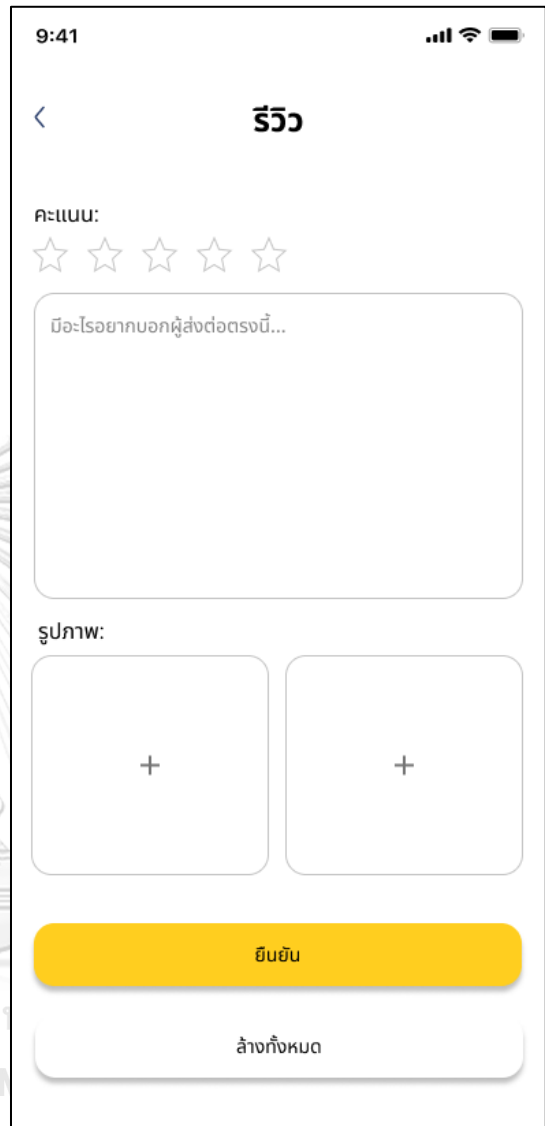 9:41
รีวิว
คะแนน:
มีอะไรอยากบอกผู้ส่งต่อตรงนี้...
รูปภาพ:
+ +
ยืนยัน
ล้างทั้งหมด